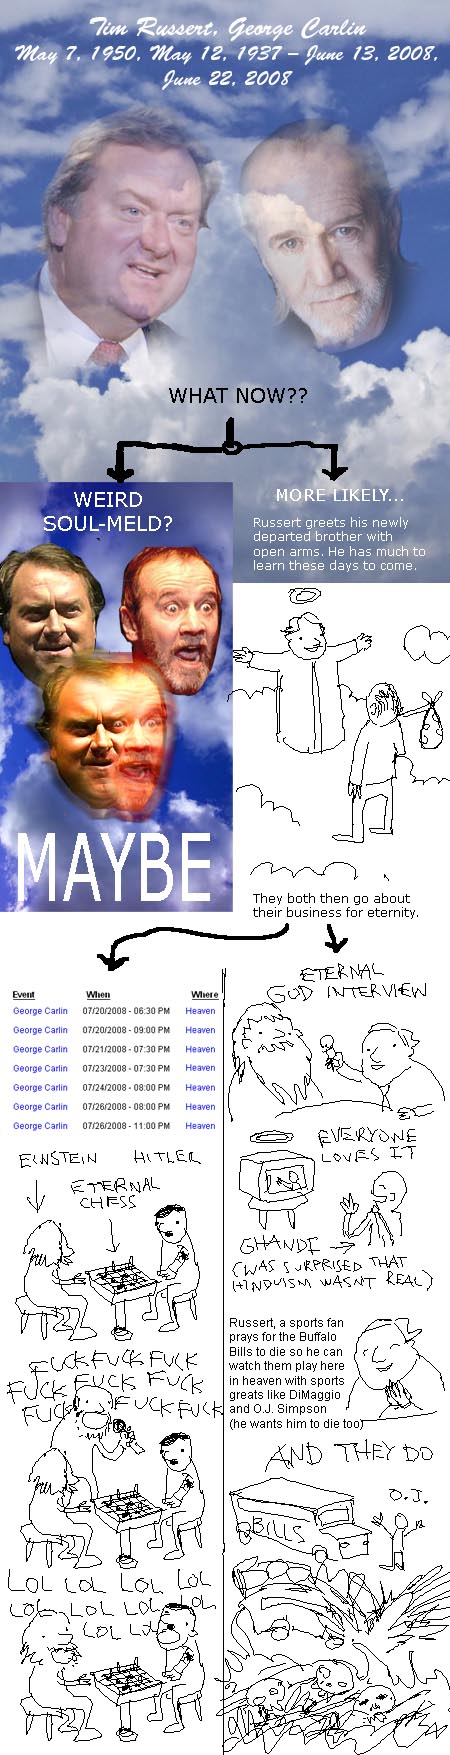 Tim Russert, George Carlin
May 7, 1950, May 12, 1937 – June 13, 2008,
June 22, 2008
WHAT NOW??
WEIRD
SOUL-MELD?
MAYBE
MORE LIKELY...
Russert greets his newly
departed brother with
open arms. He has much to
learn these days to come.
They both then go about
their business for eternity.
Event When Where
George Carlin 07/20/2008 - 06:30 PM Heaven
George Carlin 07/20/2008 - 09:00 PM Heaven
George Carlin 07/21/2008 - 07:30 PM Heaven
George Carlin 07/23/2008 - 07:30 PM Heaven
George Carlin 07/24/2008 - 08:00 PM Heaven
George Carlin 07/26/2008 - 08:00 PM Heaven
George Carlin 07/26/2008 - 11:00 PM Heaven
EINSTEIN HITLER
ETERNAL
CHESS
FUCK FUCK FUCK
FUCK FUCK FUCK
FUCK FUCK FUCK
LOL LOL LOL LOL
LOL LOL LOL LOL
LOL LOL
ETERNAL
GOD INTERVIEW
EVERYONE
LOVES IT
GHANDI
(WAS SURPRISED THAT
HINDUISM WASNT REAL)
Russert, a sports fan
prays for the Buffalo
Bills to die so he can
watch them play here
in heaven with sports
greats like DiMaggio
and O.J. Simpson
(he wants him to die too)
AND THEY DO
O.J.
BILLS